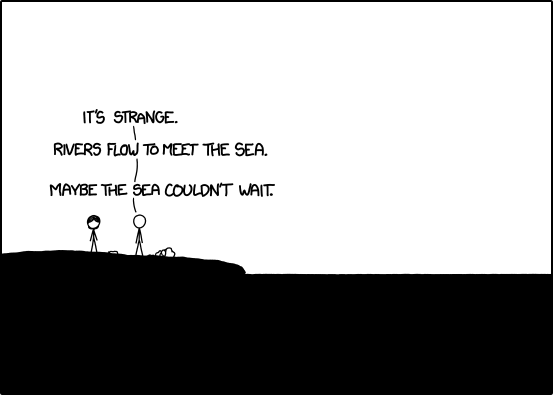 IT'S STRANGE.
RIVERS FLOW TO MEET THE SEA.
MAYBE THE SEA COULDN'T WAIT.